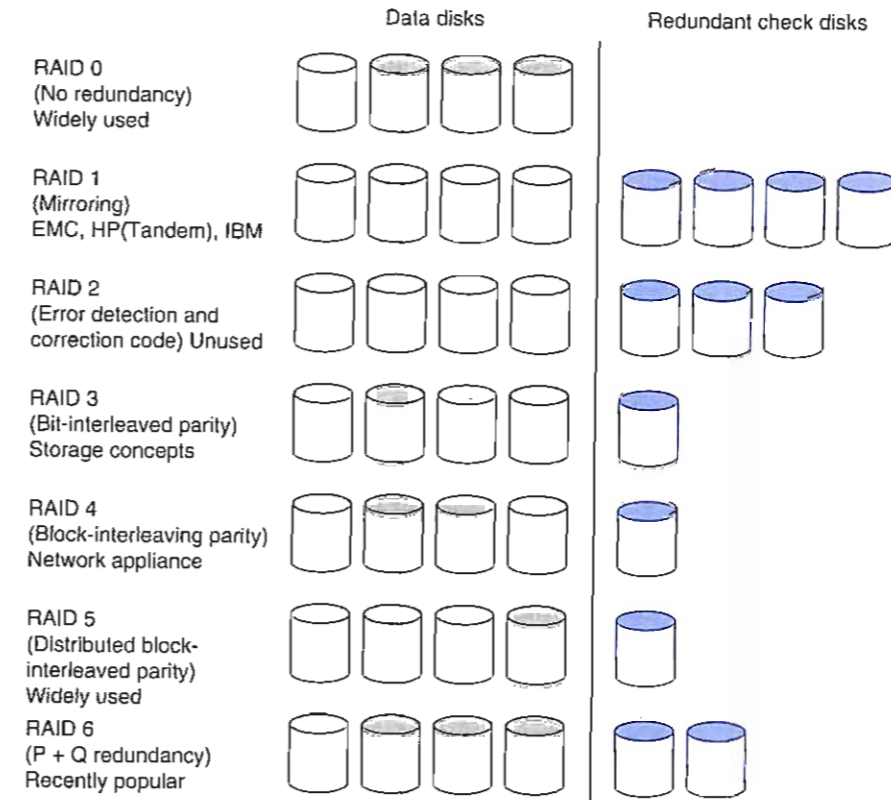 Data disks
Redundant check disks
RAID 0
(No redundancy)
Widely used
RAID 1
(Mirroring)
EMC, HP(Tandem), IBM
RAID 2
(Error detection and
correction code) Unused
RAID 3
(Bit-interleaved parity)
Storage concepts
RAID 4
(Block-interleaving parity)
Network appliance
RAID 5
(Distributed block-
interleaved parity)
Widely used
RAID 6
(P + Q redundancy)
Recently popular